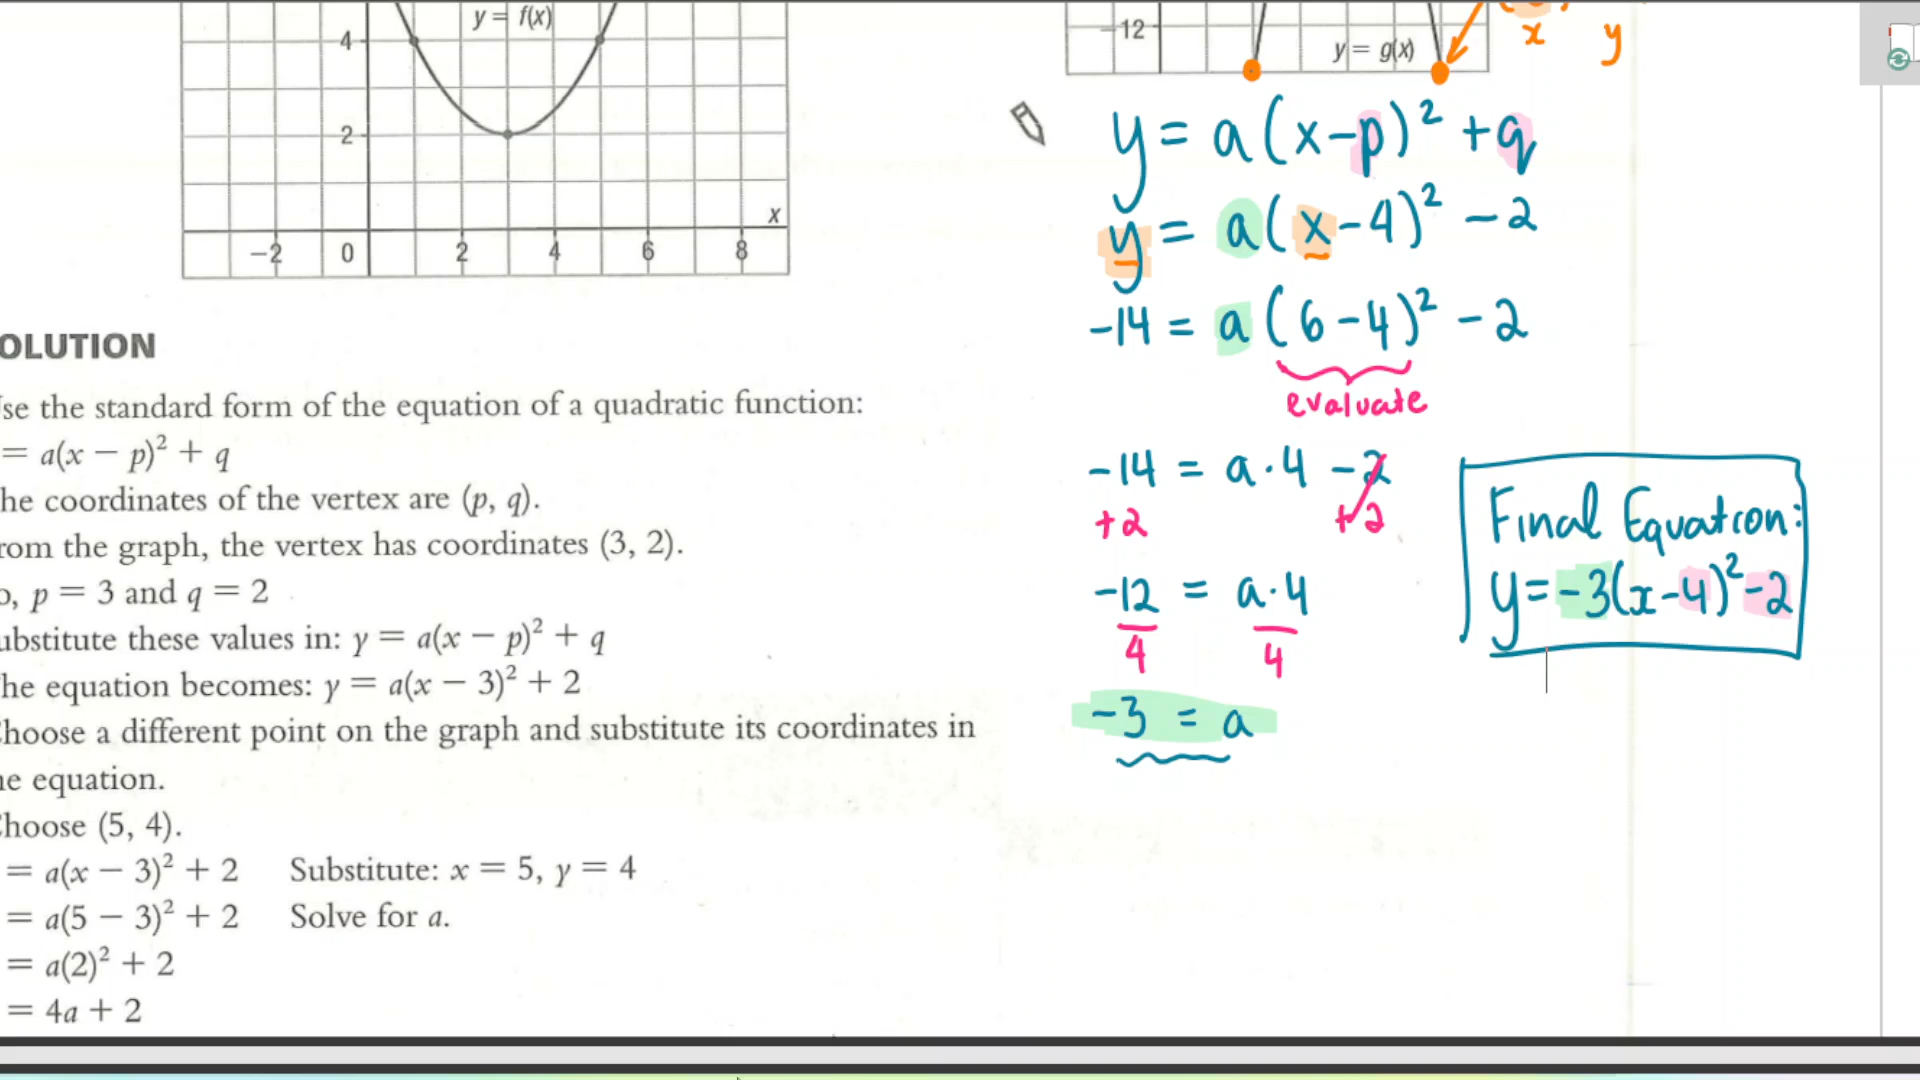 y = f(x)
4
2
x
−2 0 2 4 6 8
OLUTION
se the standard form of the equation of a quadratic function:
= a(x − p)² + q
he coordinates of the vertex are (p, q).
rom the graph, the vertex has coordinates (3, 2).
o, p = 3 and q = 2
ubstitute these values in: y = a(x − p)² + q
he equation becomes: y = a(x − 3)² + 2
hoose a different point on the graph and substitute its coordinates in
he equation.
hoose (5, 4).
= a(x − 3)² + 2 Substitute: x = 5, y = 4
= a(5 − 3)² + 2 Solve for a.
= a(2)² + 2
= 4a + 2
−12
y = g(x)
x y
y = a(x−p)² + q
y = a(x−4)² − 2
-14 = a(6−4)² − 2
evaluate
-14 = a·4 − 2
+2 +2
-12 = a·4
4 4
-3 = a
Final Equation:
y = -3(x-4)² -2